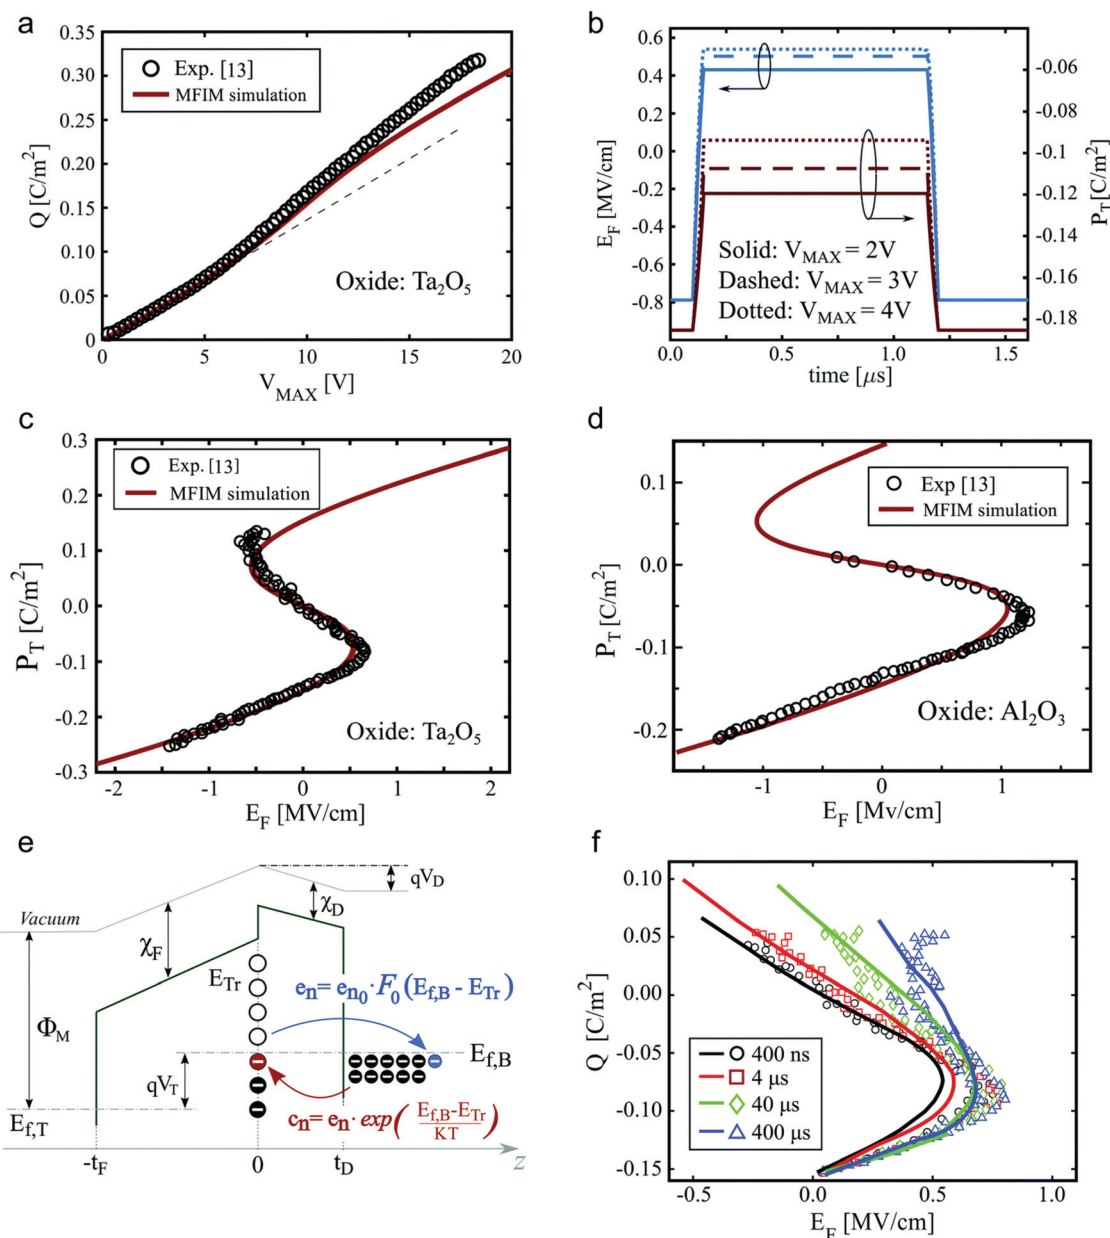 a
Q [C/m²]
0.35
0.30
0.25
0.20
0.15
0.10
0.05
0
Exp. [13]
MFIM simulation
Oxide: Ta₂O₅
0 5 10 15 20
V_MAX [V]
b
E_F [MV/cm]
0.6
0.4
0.2
0.0
-0.2
-0.4
-0.6
-0.8
-0.06
-0.08
-0.1
-0.12
-0.14
-0.16
-0.18
P_T [C/m²]
Solid: V_MAX = 2V
Dashed: V_MAX = 3V
Dotted: V_MAX = 4V
0.0 0.5 1.0 1.5
time [μs]
c
P_T [C/m²]
0.3
0.2
0.1
0.0
-0.1
-0.2
-0.3
Exp. [13]
MFIM simulation
Oxide: Ta₂O₅
-2 -1 0 1 2
E_F [MV/cm]
d
P_T [C/m²]
0.1
0.0
-0.1
-0.2
Exp [13]
MFIM simulation
Oxide: Al₂O₃
-1 0 1
E_F [Mv/cm]
e
qV_D
Vacuum
χ_D
χ_F
E_Tr
e_n = e_n₀ · F₀ (E_f,B - E_Tr)
Φ_M
E_f,B
qV_T
c_n = e_n · exp(E_f,B−E_Tr / KT)
E_f,T
-t_F 0 t_D z
f
Q [C/m²]
0.10
0.05
0.00
-0.05
-0.10
-0.15
400 ns
4 μs
40 μs
400 μs
-0.5 0.0 0.5 1.0
E_F [MV/cm]